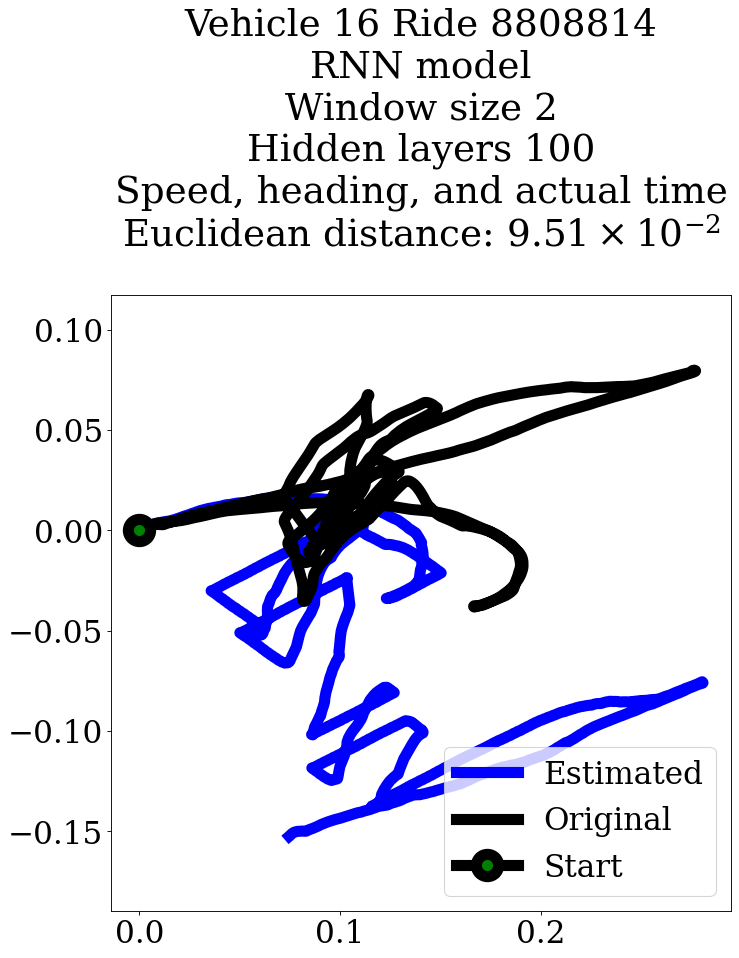 Vehicle 16 Ride 8808814
RNN model
Window size 2
Hidden layers 100
Speed, heading, and actual time
Euclidean distance: 9.51 × 10⁻²
0.10
0.05
0.00
−0.05
−0.10
−0.15
Estimated
Original
Start
0.0 0.1 0.2